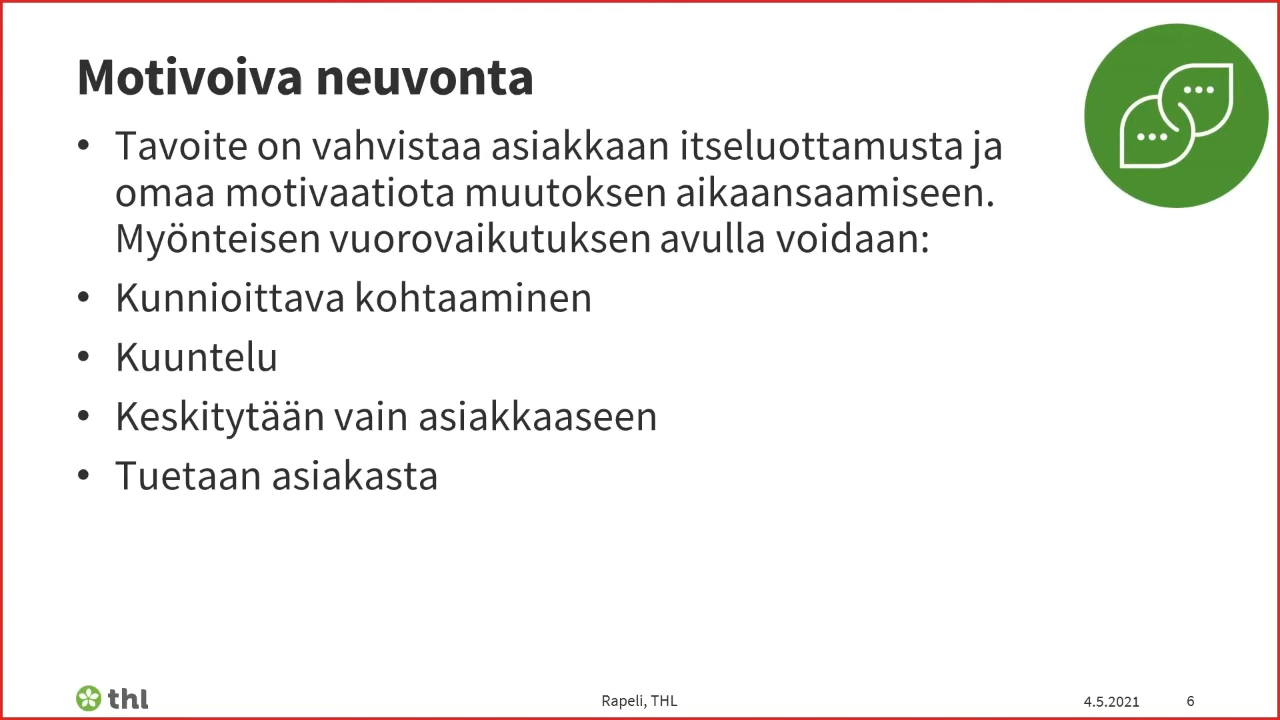 Motivoiva neuvonta
• Tavoite on vahvistaa asiakkaan itseluottamusta ja
omaa motivaatiota muutoksen aikaansaamiseen.
Myönteisen vuorovaikutuksen avulla voidaan:
• Kunnioittava kohtaaminen
• Kuuntelu
• Keskitytään vain asiakkaaseen
• Tuetaan asiakasta
thl
Rapeli, THL
4.5.2021
6